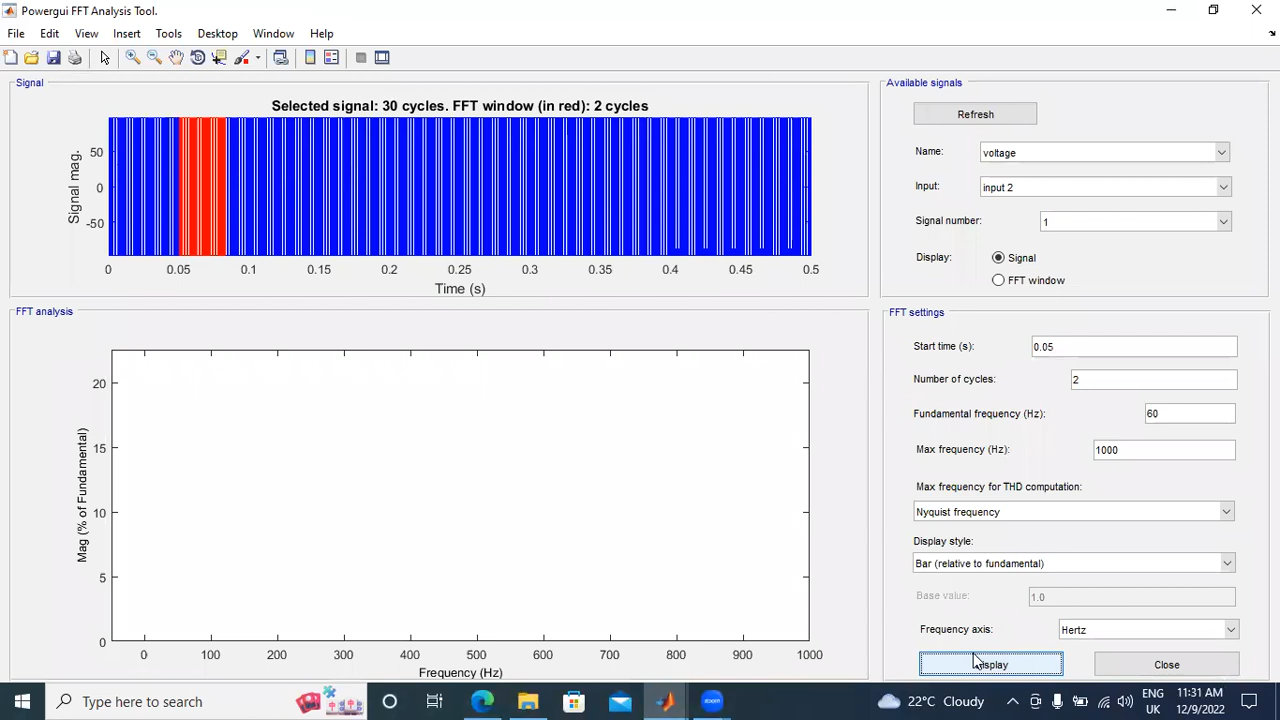 Powergui FFT Analysis Tool.
File Edit View Insert Tools Desktop Window Help
Signal
Selected signal: 30 cycles. FFT window (in red): 2 cycles
Signal mag.
50
0
-50
0 0.05 0.1 0.15 0.2 0.25 0.3 0.35 0.4 0.45 0.5
Time (s)
FFT analysis
Mag (% of Fundamental)
20
15
10
5
0
0 100 200 300 400 500 600 700 800 900 1000
Frequency (Hz)
Available signals
Refresh
Name: voltage
Input: input 2
Signal number: 1
Display: Signal
FFT window
FFT settings
Start time (s): 0.05
Number of cycles: 2
Fundamental frequency (Hz): 60
Max frequency (Hz): 1000
Max frequency for THD computation:
Nyquist frequency
Display style:
Bar (relative to fundamental)
Base value: 1.0
Frequency axis: Hertz
Display Close
Type here to search
zoom
22°C Cloudy
ENG
UK
11:31 AM
12/9/2022